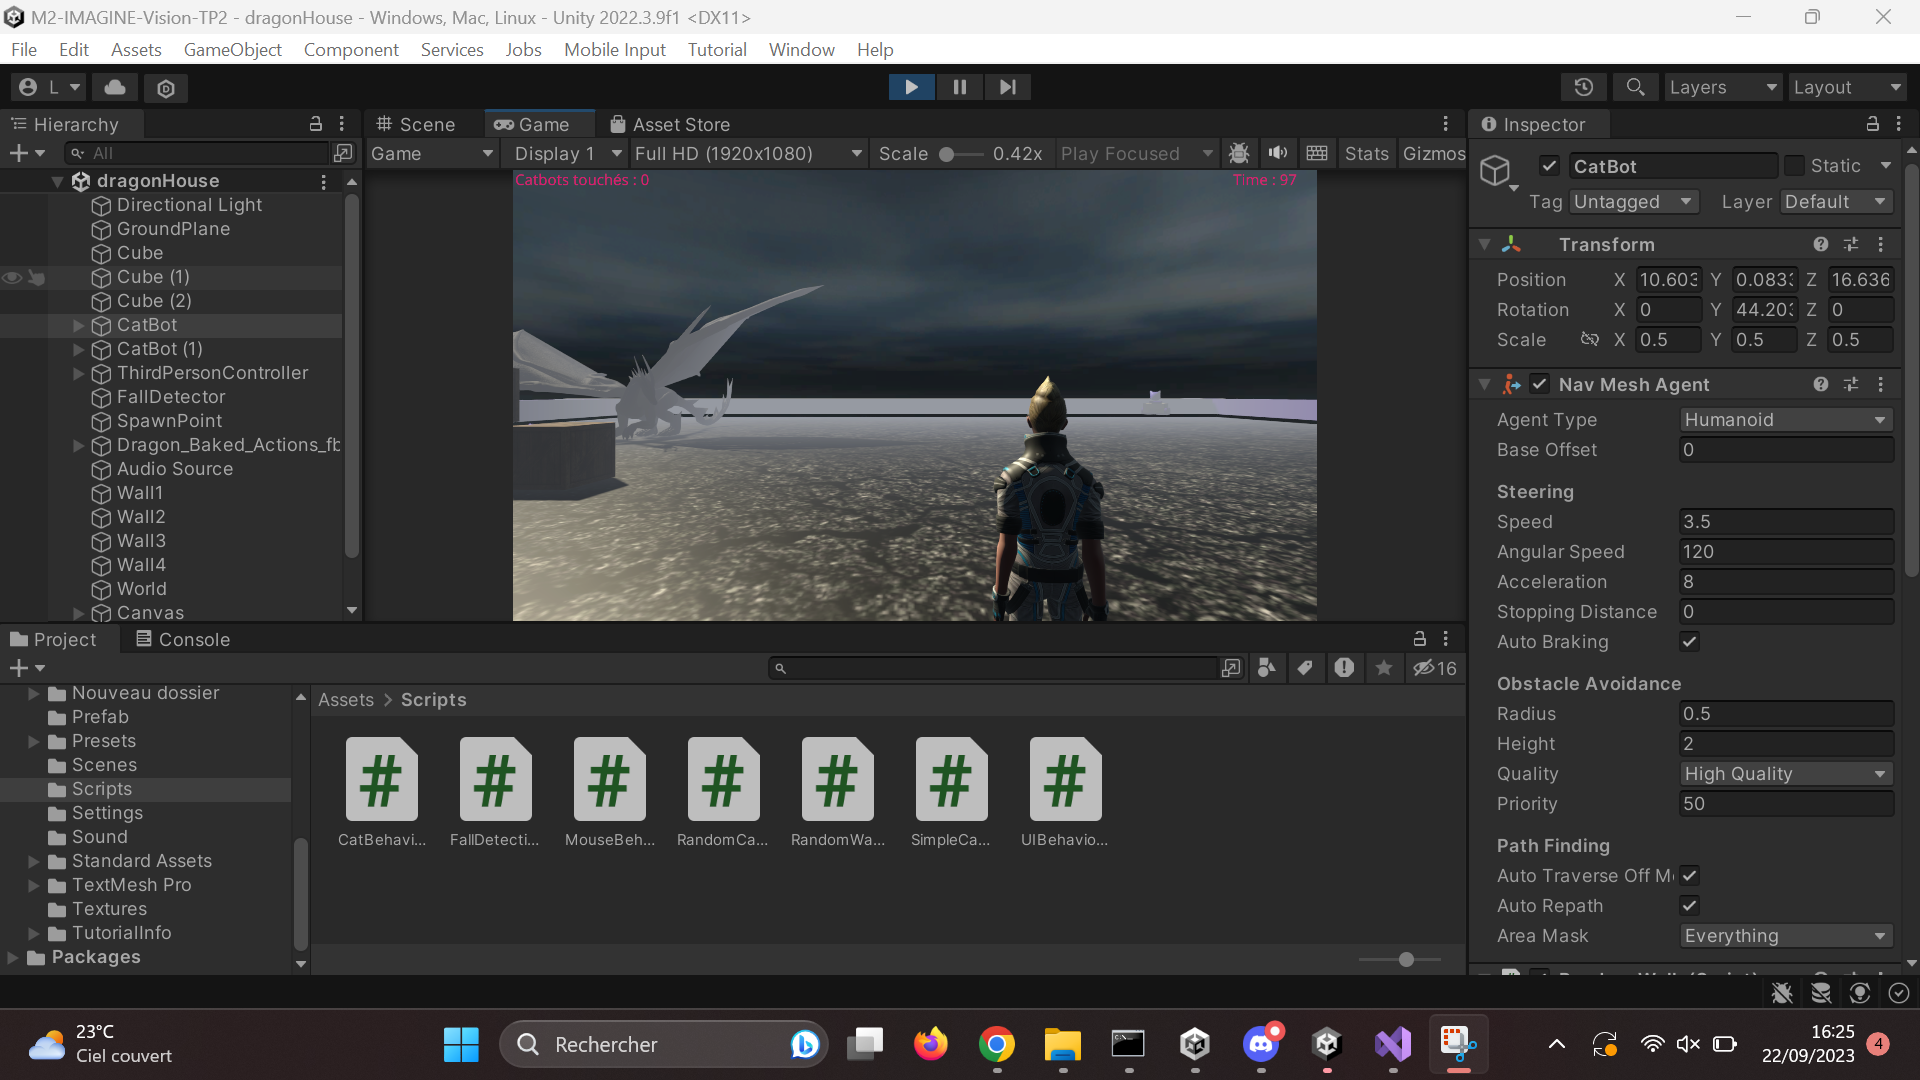 M2-IMAGINE-Vision-TP2 - dragonHouse - Windows, Mac, Linux - Unity 2022.3.9f1 <DX11>
File Edit Assets GameObject Component Services Jobs Mobile Input Tutorial Window Help
L Layers Layout
Hierarchy
All
dragonHouse
Directional Light
GroundPlane
Cube
Cube (1)
Cube (2)
CatBot
CatBot (1)
ThirdPersonController
FallDetector
SpawnPoint
Dragon_Baked_Actions_fb
Audio Source
Wall1
Wall2
Wall3
Wall4
World
Canvas
Scene Game Asset Store
Game Display 1 Full HD (1920x1080) Scale 0.42x Play Focused Stats Gizmos
Catbots touchés : 0 Time : 97
Inspector
CatBot Static
Tag Untagged Layer Default
Transform
Position X 10.603 Y 0.0833 Z 16.636
Rotation X 0 Y 44.203 Z 0
Scale X 0.5 Y 0.5 Z 0.5
Nav Mesh Agent
Agent Type Humanoid
Base Offset 0
Steering
Speed 3.5
Angular Speed 120
Acceleration 8
Stopping Distance 0
Auto Braking
Obstacle Avoidance
Radius 0.5
Height 2
Quality High Quality
Priority 50
Path Finding
Auto Traverse Off M
Auto Repath
Area Mask Everything
Project Console
16
Nouveau dossier
Prefab
Presets
Scenes
Scripts
Settings
Sound
Standard Assets
TextMesh Pro
Textures
TutorialInfo
Packages
Assets > Scripts
CatBehavi... FallDetecti... MouseBeh... RandomCa... RandomWa... SimpleCa... UIBehavio...
23°C
Ciel couvert
Rechercher
16:25
22/09/2023
4